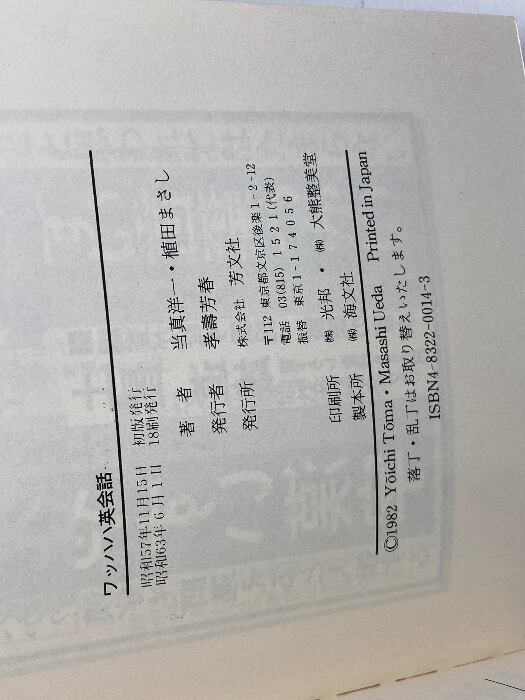 ワッハハ英会話
昭和57年11月15日 初版発行
昭和63年6月1日 18刷発行
著者 当真洋一・植田まさし
発行者 孝壽芳春
発行所 株式会社 芳文社
〒112 東京都文京区後楽1-2-12
電話 03(815)1521(代表)
振替 東京1-174056
印刷所 ㈱光邦・㈱大熊整美堂
製本所 ㈱海文社
©1982 Yōichi Tōma・Masashi Ueda Printed in Japan
落丁・乱丁はお取り替えいたします。
ISBN4-8322-0014-3